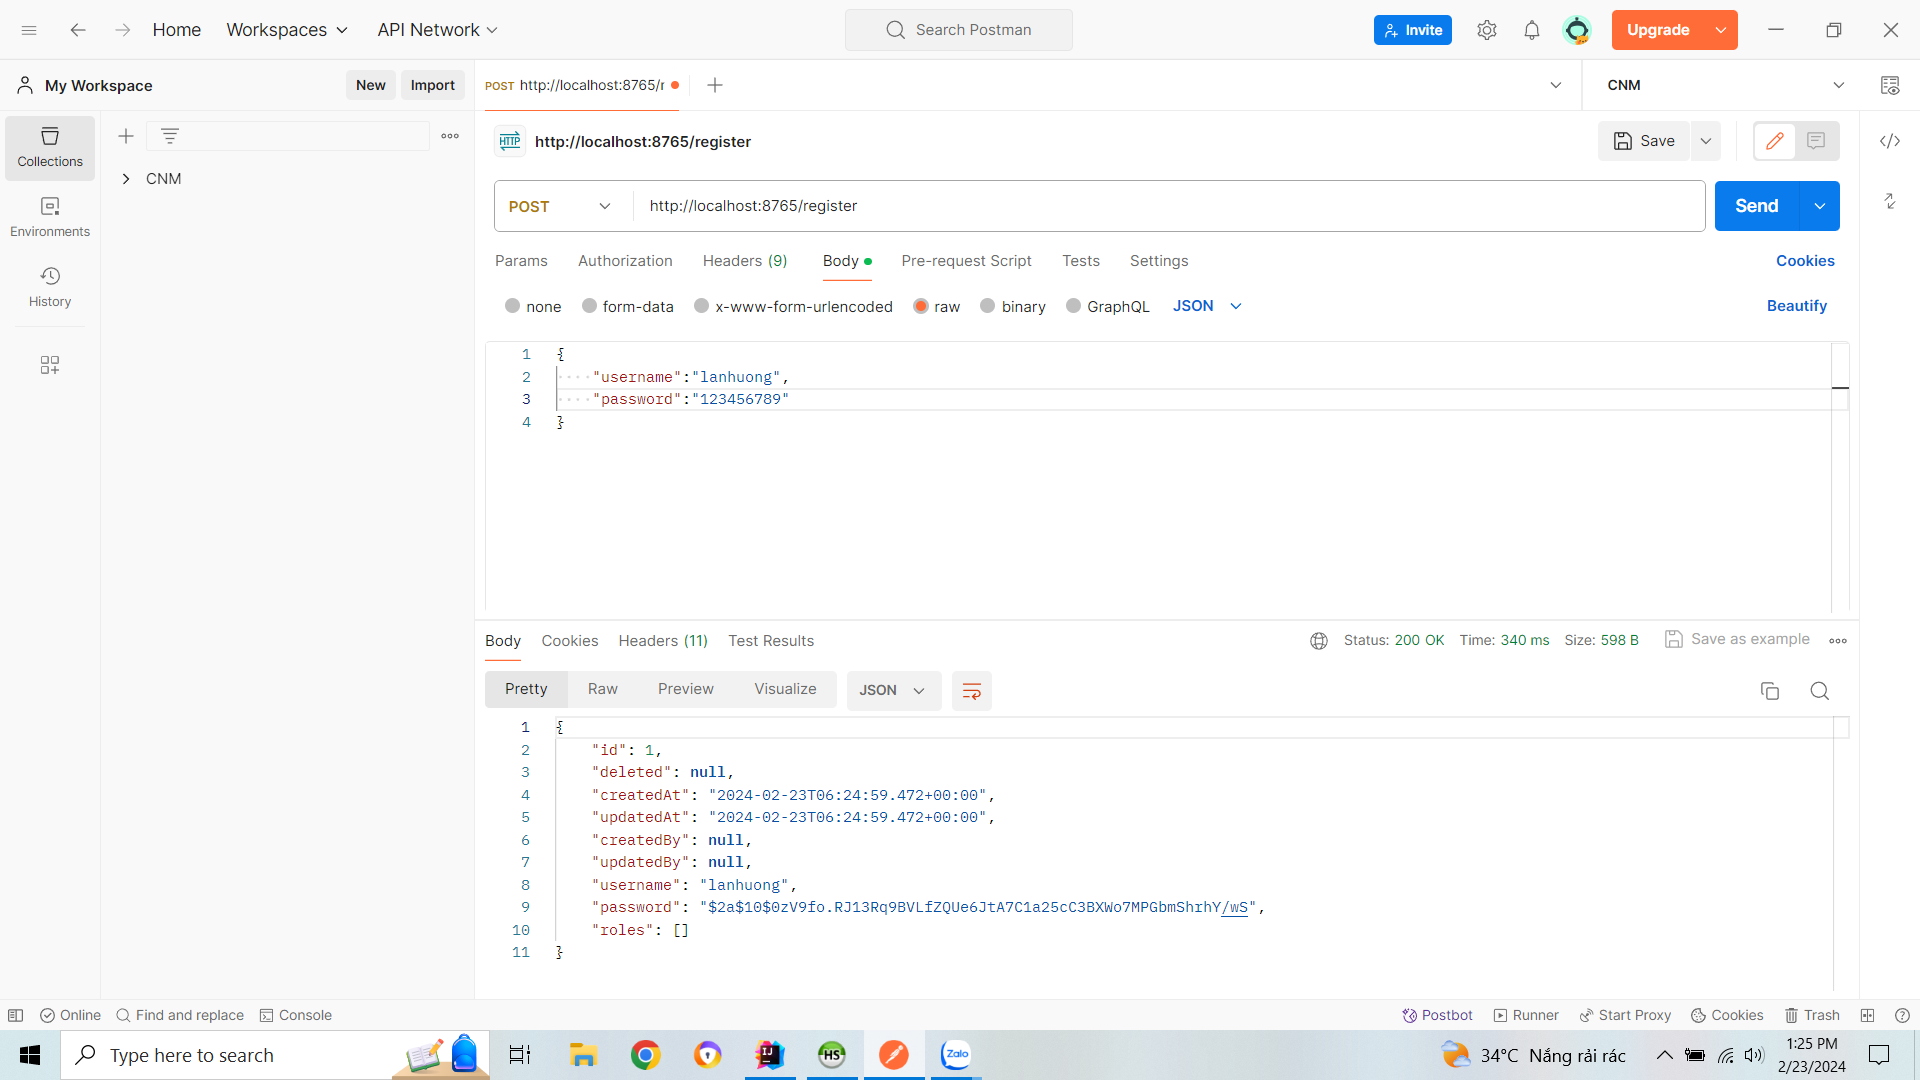 Home Workspaces API Network Search Postman Invite Upgrade
My Workspace New Import POST http://localhost:8765/r CNM
Collections
Environments
History
CNM
HTTP http://localhost:8765/register Save
POST http://localhost:8765/register Send
Params Authorization Headers (9) Body Pre-request Script Tests Settings Cookies
none form-data x-www-form-urlencoded raw binary GraphQL JSON Beautify
1 {
2 "username":"lanhuong",
3 "password":"123456789"
4 }
Body Cookies Headers (11) Test Results Status: 200 OK Time: 340 ms Size: 598 B Save as example
Pretty Raw Preview Visualize JSON
1 {
2 "id": 1,
3 "deleted": null,
4 "createdAt": "2024-02-23T06:24:59.472+00:00",
5 "updatedAt": "2024-02-23T06:24:59.472+00:00",
6 "createdBy": null,
7 "updatedBy": null,
8 "username": "lanhuong",
9 "password": "$2a$10$0zV9fo.RJ13Rq9BVLfZQUe6JtA7C1a25cC3BXWo7MPGbmShrhY/wS",
10 "roles": []
11 }
Online Find and replace Console Postbot Runner Start Proxy Cookies Trash
Type here to search IJ HS Zalo 34°C Nắng rải rác 1:25 PM
2/23/2024